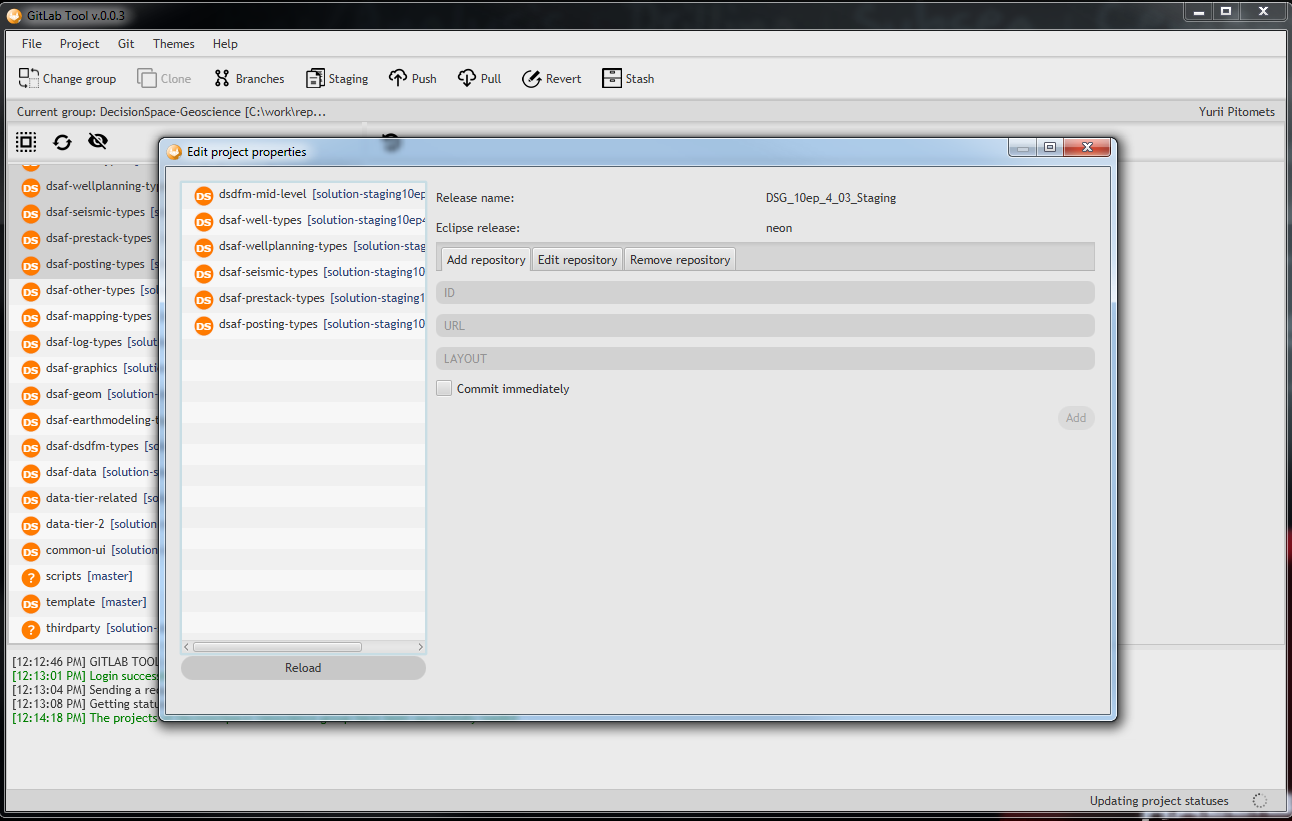 GitLab Tool v.0.0.3
File Project Git Themes Help
Change group Clone Branches Staging Push Pull Revert Stash
Current group: DecisionSpace-Geoscience [C:\work\rep... Yurii Pitomets
Edit project properties
DS dsaf-wellplanning-typ
DS dsaf-seismic-types [s
DS dsaf-prestack-types
DS dsaf-posting-types [s
DS dsaf-other-types [sol
DS dsaf-mapping-types
DS dsaf-log-types [solut
DS dsaf-graphics [soluti
DS dsaf-geom [solution-
DS dsaf-earthmodeling-t
DS dsaf-dsdfm-types [so
DS dsaf-data [solution-s
DS data-tier-related [so
DS data-tier-2 [solution
DS common-ui [solution
? scripts [master]
DS template [master]
? thirdparty [solution-
DS dsdfm-mid-level [solution-staging10ep
DS dsaf-well-types [solution-staging10ep4
DS dsaf-wellplanning-types [solution-stag
DS dsaf-seismic-types [solution-staging10
DS dsaf-prestack-types [solution-staging1
DS dsaf-posting-types [solution-staging10
Reload
Release name: DSG_10ep_4_03_Staging
Eclipse release: neon
Add repository Edit repository Remove repository
ID
URL
LAYOUT
Commit immediately
Add
[12:12:46 PM] GITLAB TOOL
[12:13:01 PM] Login succes
[12:13:04 PM] Sending a re
[12:13:08 PM] Getting statu
[12:14:18 PM] The projects
Updating project statuses